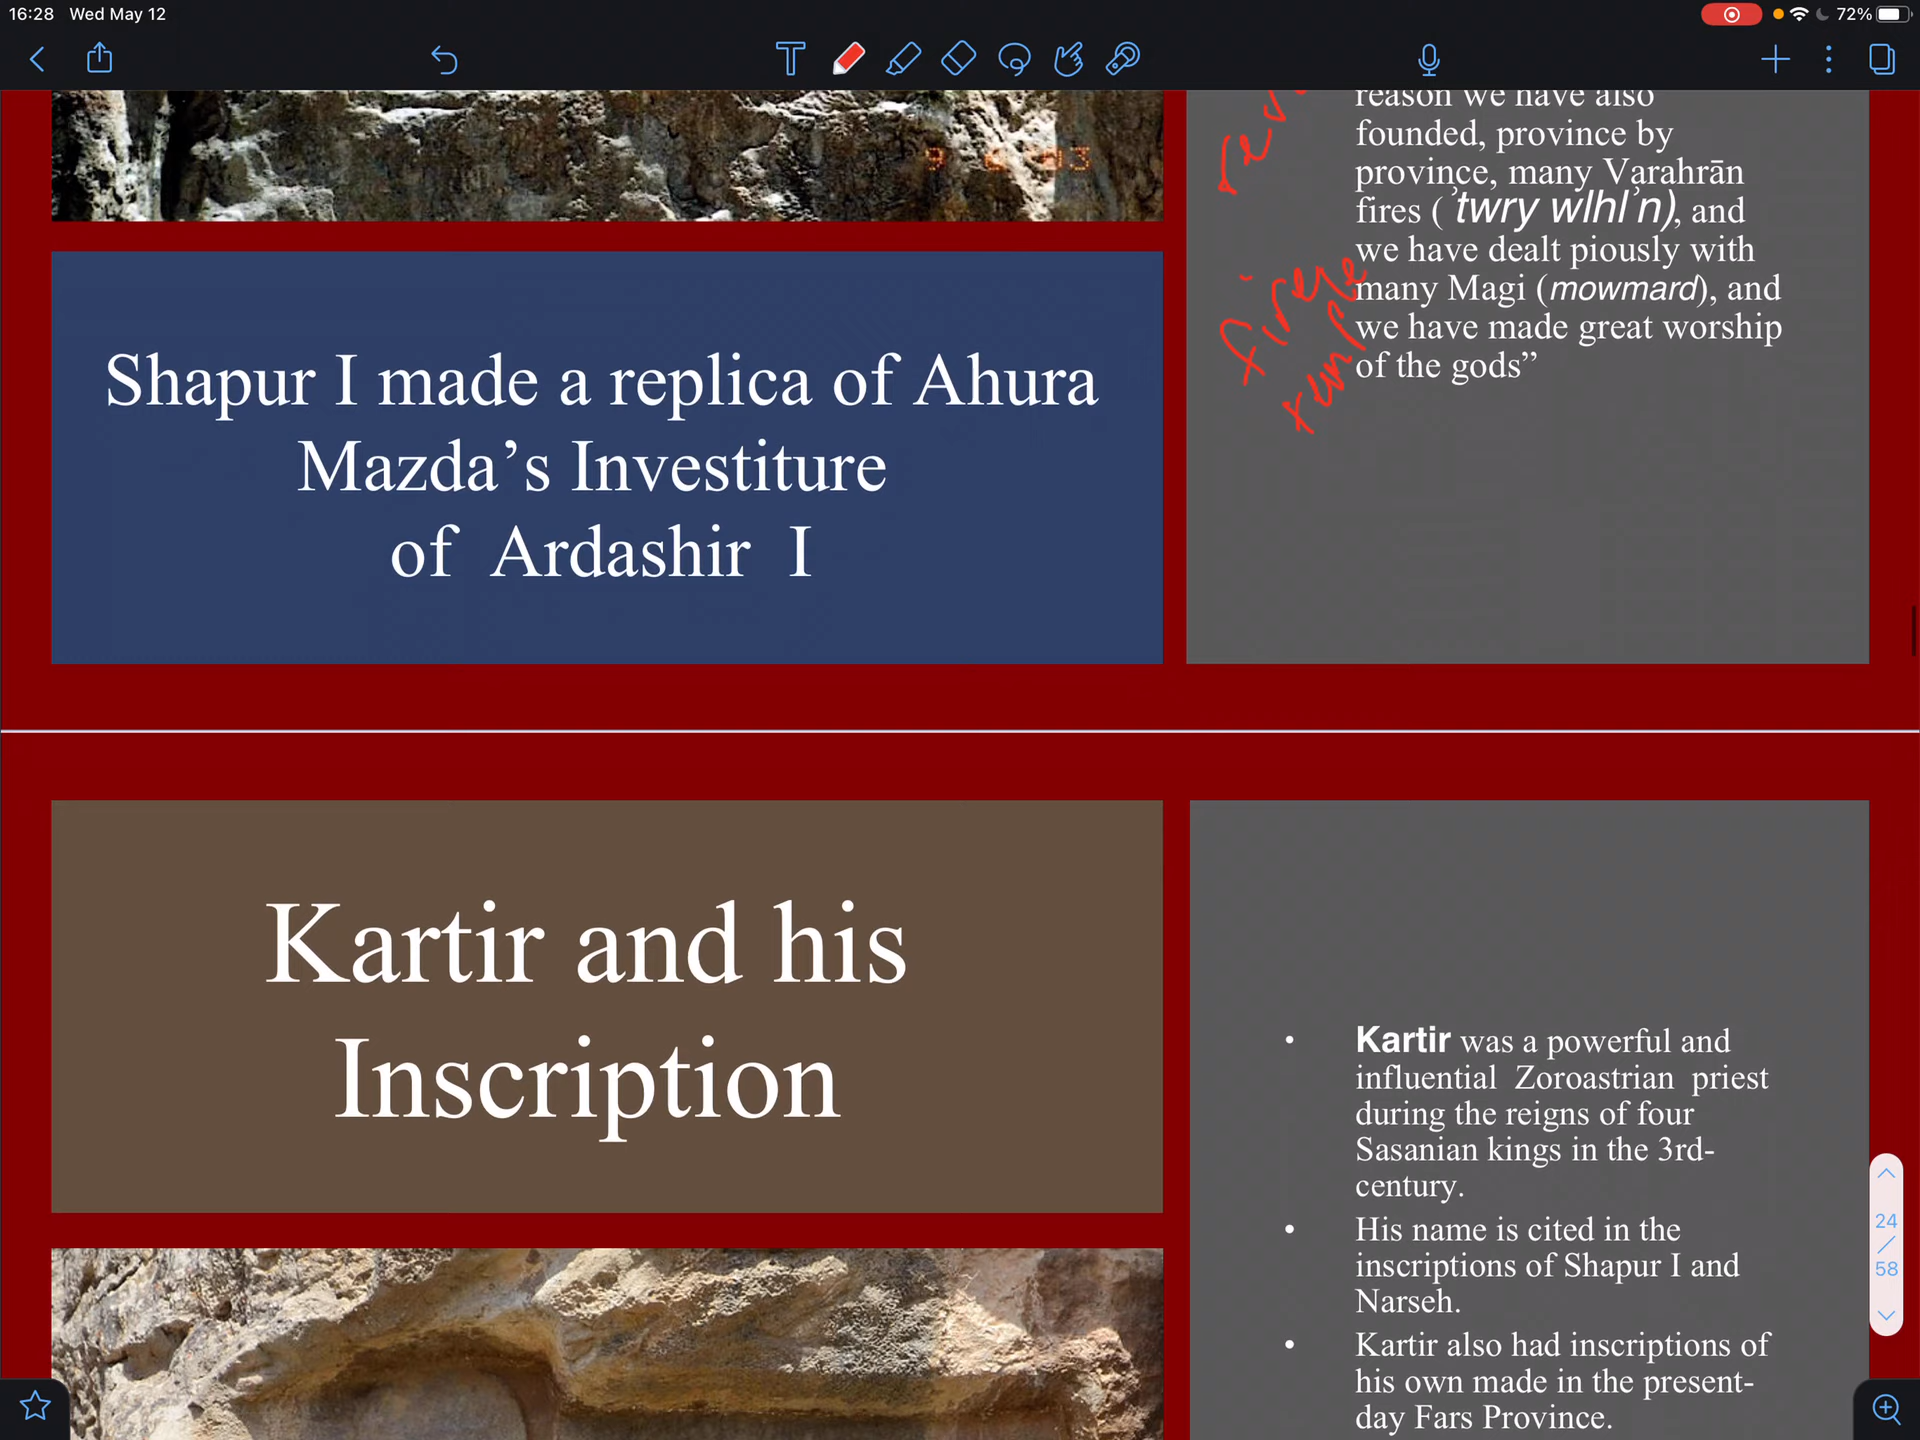 16:28 Wed May 12
72%
reason we have also
founded, province by
province, many Varahrān
fires ( ʾtwry wlhlʾn), and
we have dealt piously with
many Magi (mowmard), and
we have made great worship
of the gods”
fire
temple
Shapur I made a replica of Ahura
Mazda’s Investiture
of Ardashir I
Kartir and his
Inscription
• Kartir was a powerful and
influential Zoroastrian priest
during the reigns of four
Sasanian kings in the 3rd-
century.
• His name is cited in the
inscriptions of Shapur I and
Narseh.
• Kartir also had inscriptions of
his own made in the present-
day Fars Province.
24
/
58